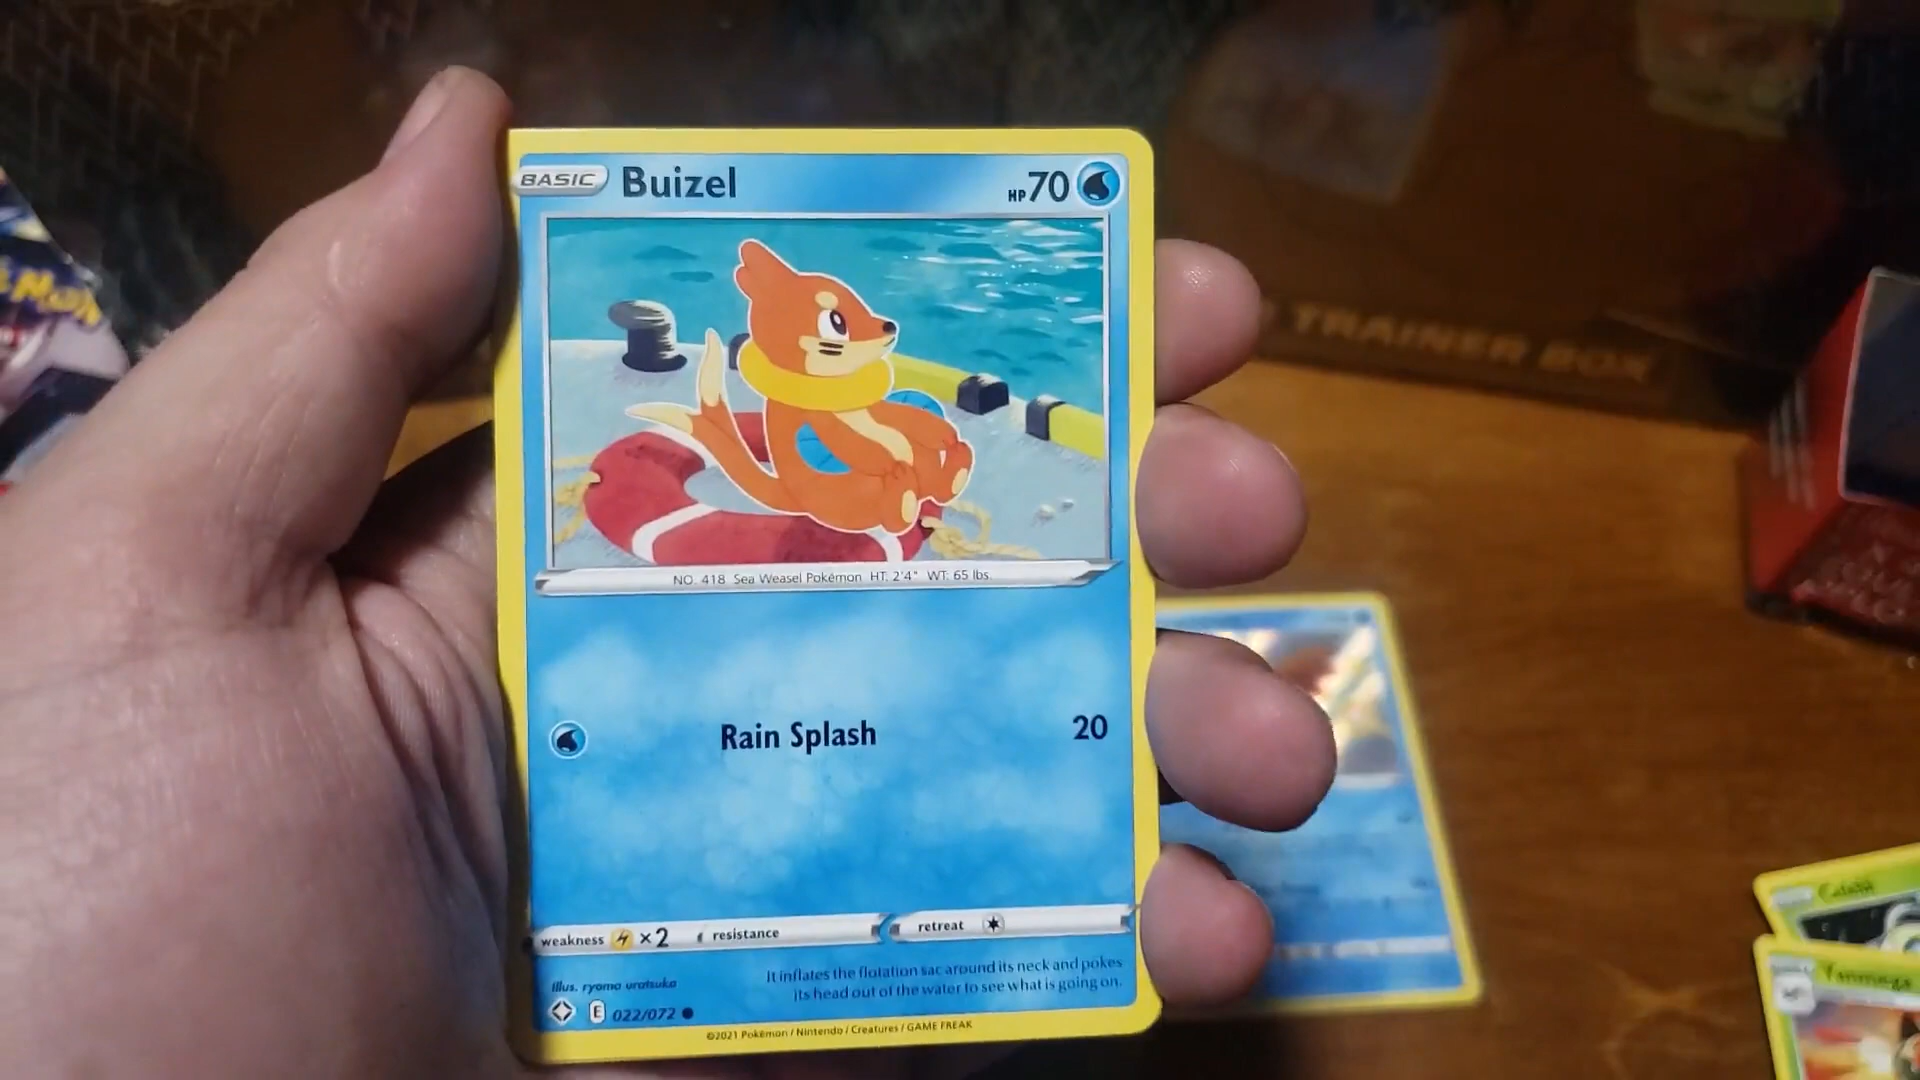 BASIC Buizel HP 70
NO. 418 Sea Weasel Pokémon HT: 2'4" WT: 65 lbs.
Rain Splash 20
weakness ×2 resistance retreat
Illus. ryoma uratsuka
It inflates the flotation sac around its neck and pokes
its head out of the water to see what is going on.
E 022/072
©2021 Pokémon / Nintendo / Creatures / GAME FREAK
TRAINER BOX
Yanmega